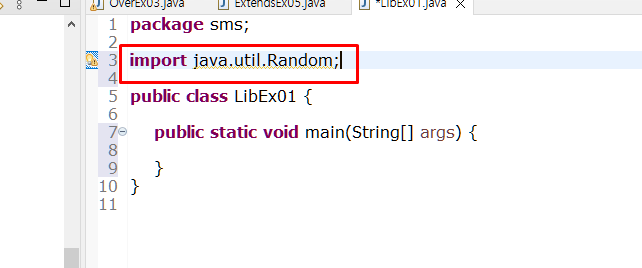 OverEx03.java ExtendsEx05.java *LibEx01.java
1 package sms;
2
3 import java.util.Random;
4
5 public class LibEx01 {
6
7 public static void main(String[] args) {
8
9 }
10 }
11